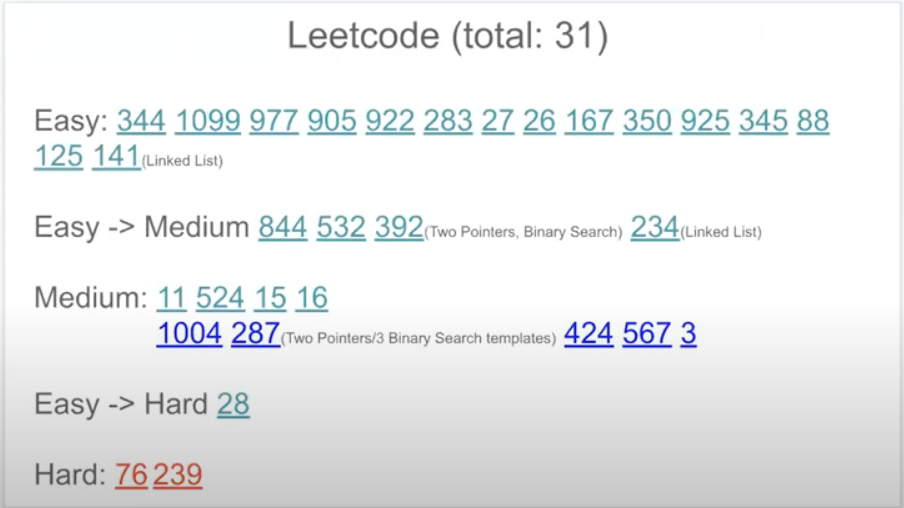 Leetcode (total: 31)
Easy: 344 1099 977 905 922 283 27 26 167 350 925 345 88
125 141(Linked List)
Easy -> Medium 844 532 392(Two Pointers, Binary Search) 234(Linked List)
Medium: 11 524 15 16
1004 287(Two Pointers/3 Binary Search templates) 424 567 3
Easy -> Hard 28
Hard: 76 239